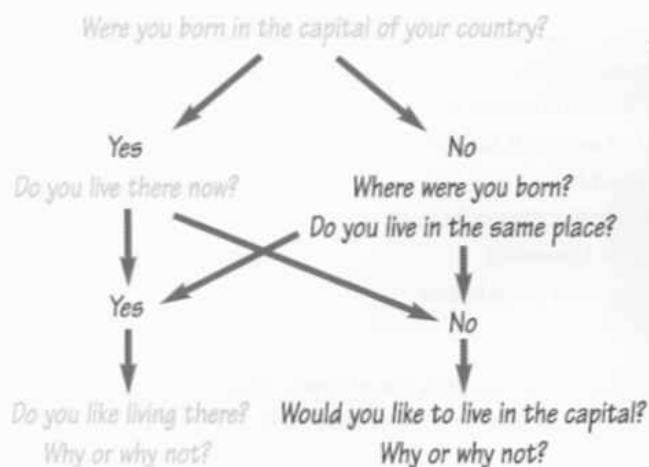 Were you born in the capital of your country?
Yes
No
Do you live there now?
Where were you born?
Do you live in the same place?
Yes
No
Do you like living there?
Would you like to live in the capital?
Why or why not?
Why or why not?